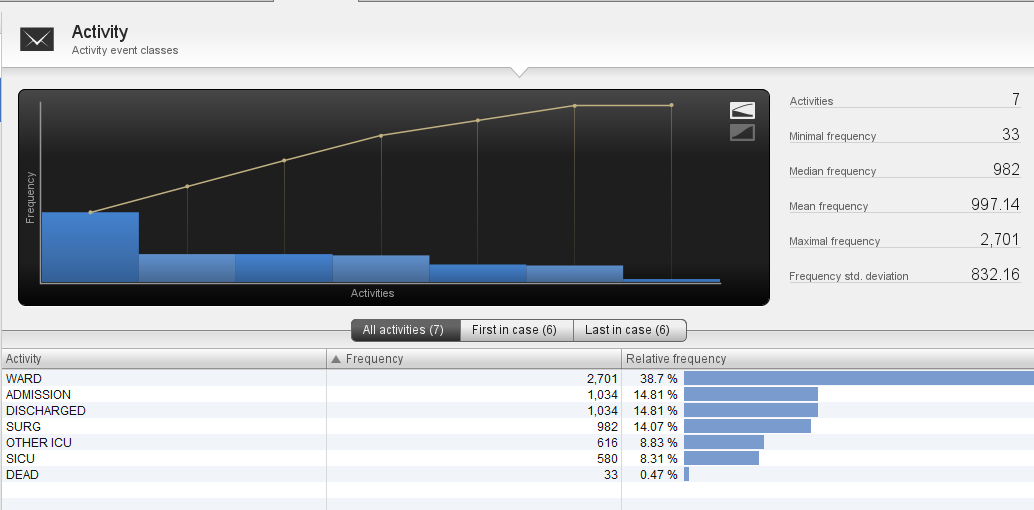 Activity
Activity event classes
Frequency
Activities
Activities 7
Minimal frequency 33
Median frequency 982
Mean frequency 997.14
Maximal frequency 2,701
Frequency std. deviation 832.16
All activities (7) First in case (6) Last in case (6)
Activity Frequency Relative frequency
WARD 2,701 38.7 %
ADMISSION 1,034 14.81 %
DISCHARGED 1,034 14.81 %
SURG 982 14.07 %
OTHER ICU 616 8.83 %
SICU 580 8.31 %
DEAD 33 0.47 %